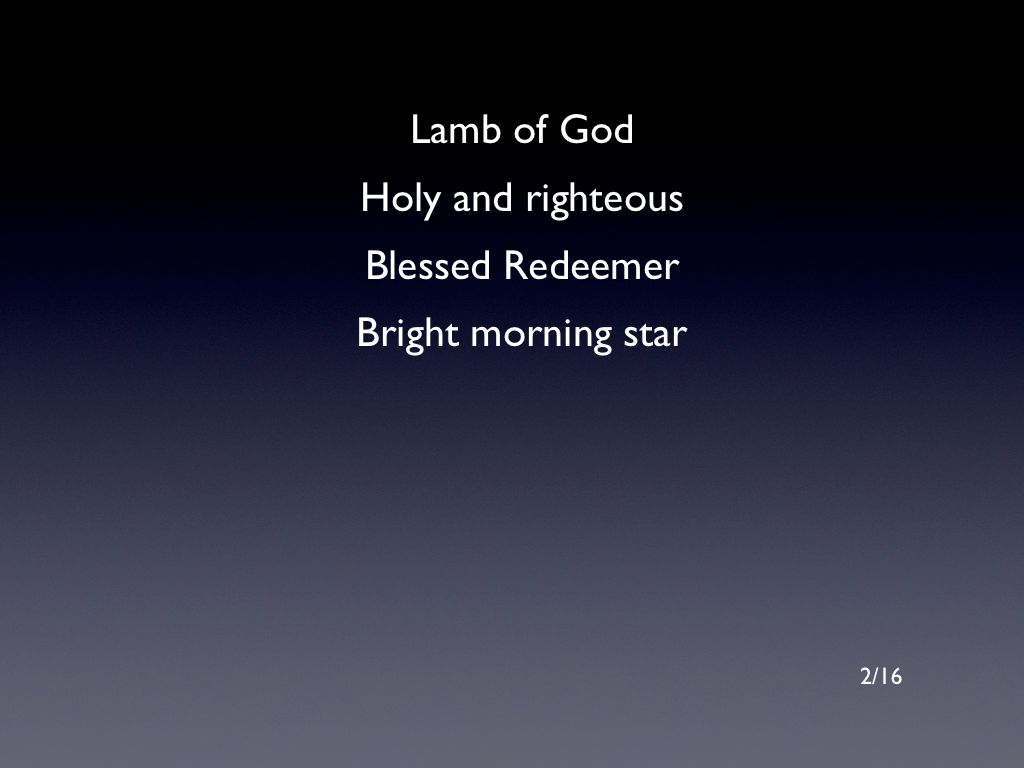 Lamb of God
Holy and righteous
Blessed Redeemer
Bright morning star
2/16